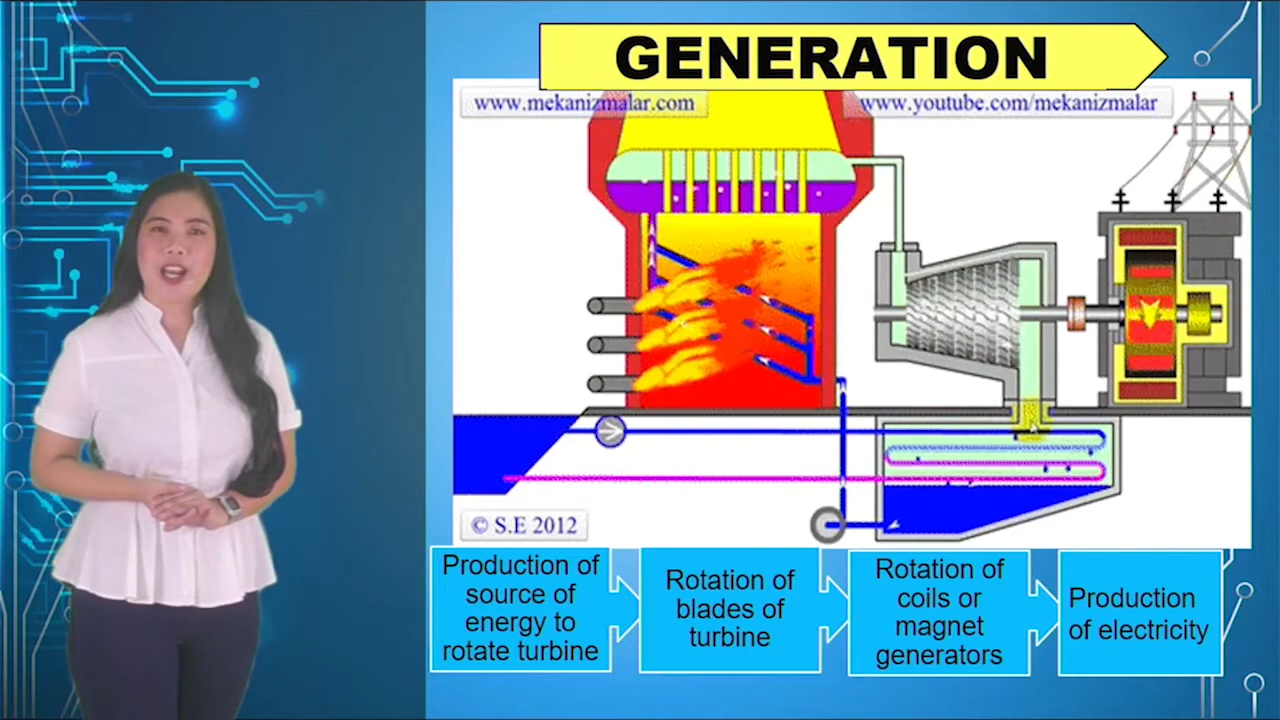 GENERATION
www.mekanizmalar.com
www.youtube.com/mekanizmalar
© S.E 2012
Production of
source of
energy to
rotate turbine
Rotation of
blades of
turbine
Rotation of
coils or
magnet
generators
Production
of electricity